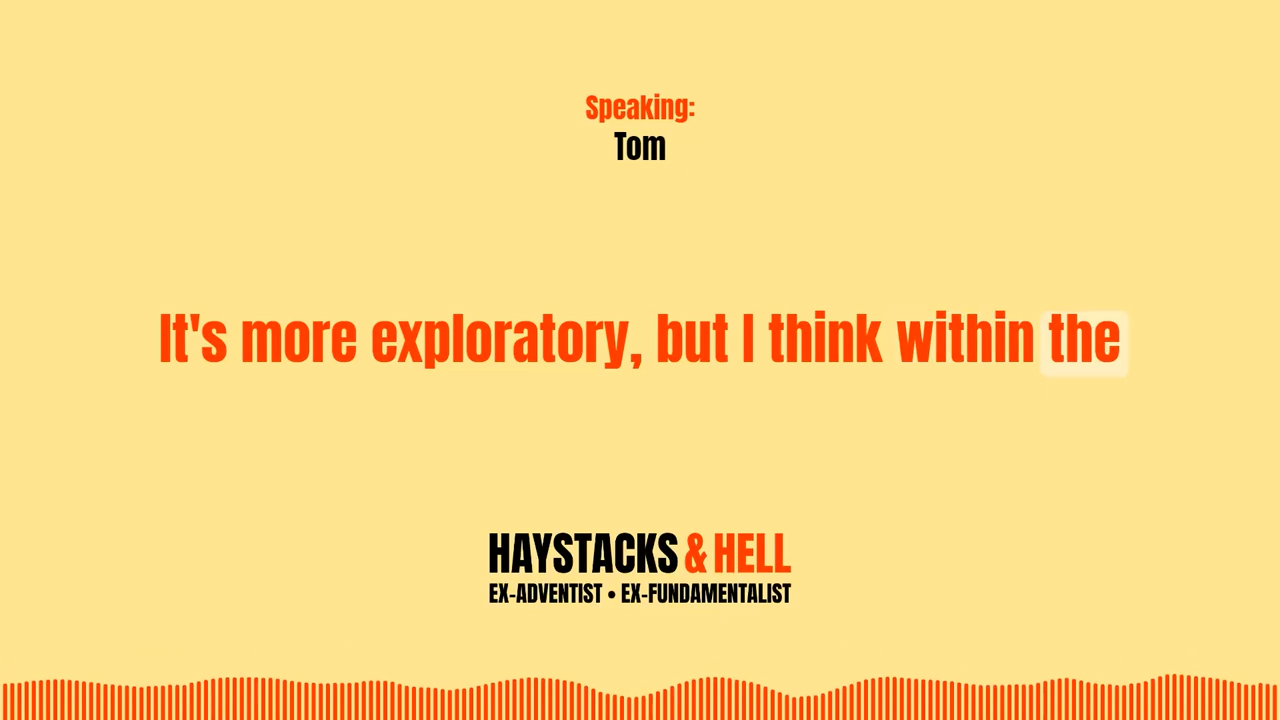 Speaking:
Tom
It's more exploratory, but I think within the
HAYSTACKS & HELL
EX-ADVENTIST • EX-FUNDAMENTALIST